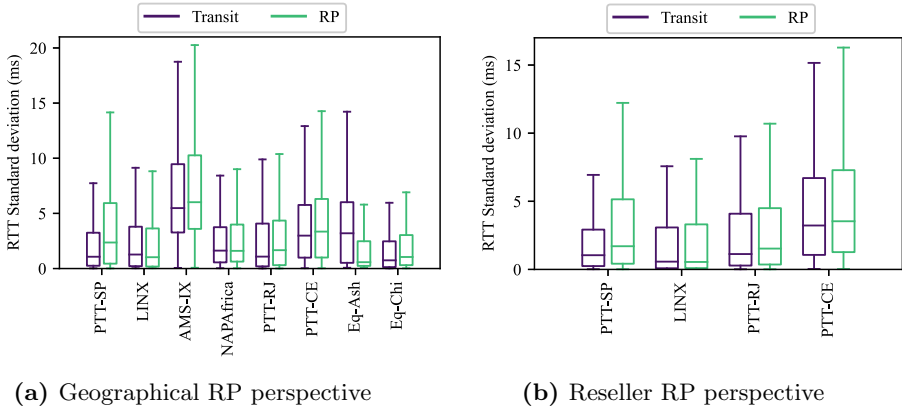 Transit RP
RTT Standard deviation (ms)
20
15
10
5
0
PTT-SP
LINX
AMS-IX
NAPAfrica
PTT-RJ
PTT-CE
Eq-Ash
Eq-Chi
(a) Geographical RP perspective
Transit RP
RTT Standard deviation (ms)
15
10
5
0
PTT-SP
LINX
PTT-RJ
PTT-CE
(b) Reseller RP perspective